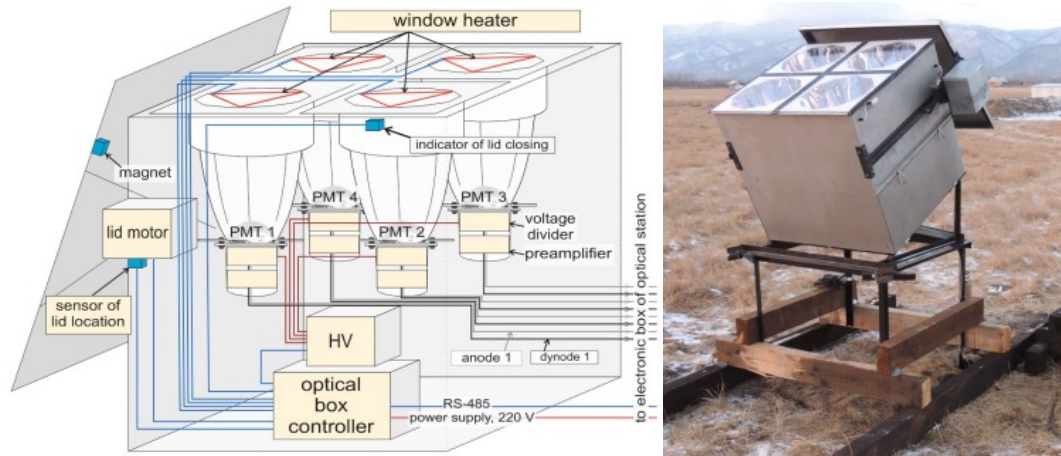 window heater
indicator of lid closing
magnet
PMT 4
PMT 3
lid motor
PMT 1
PMT 2
voltage
divider
preamplifier
sensor of
lid location
HV
anode 1
dynode 1
optical
box
controller
RS-485
power supply, 220 V
to electronic box of optical station